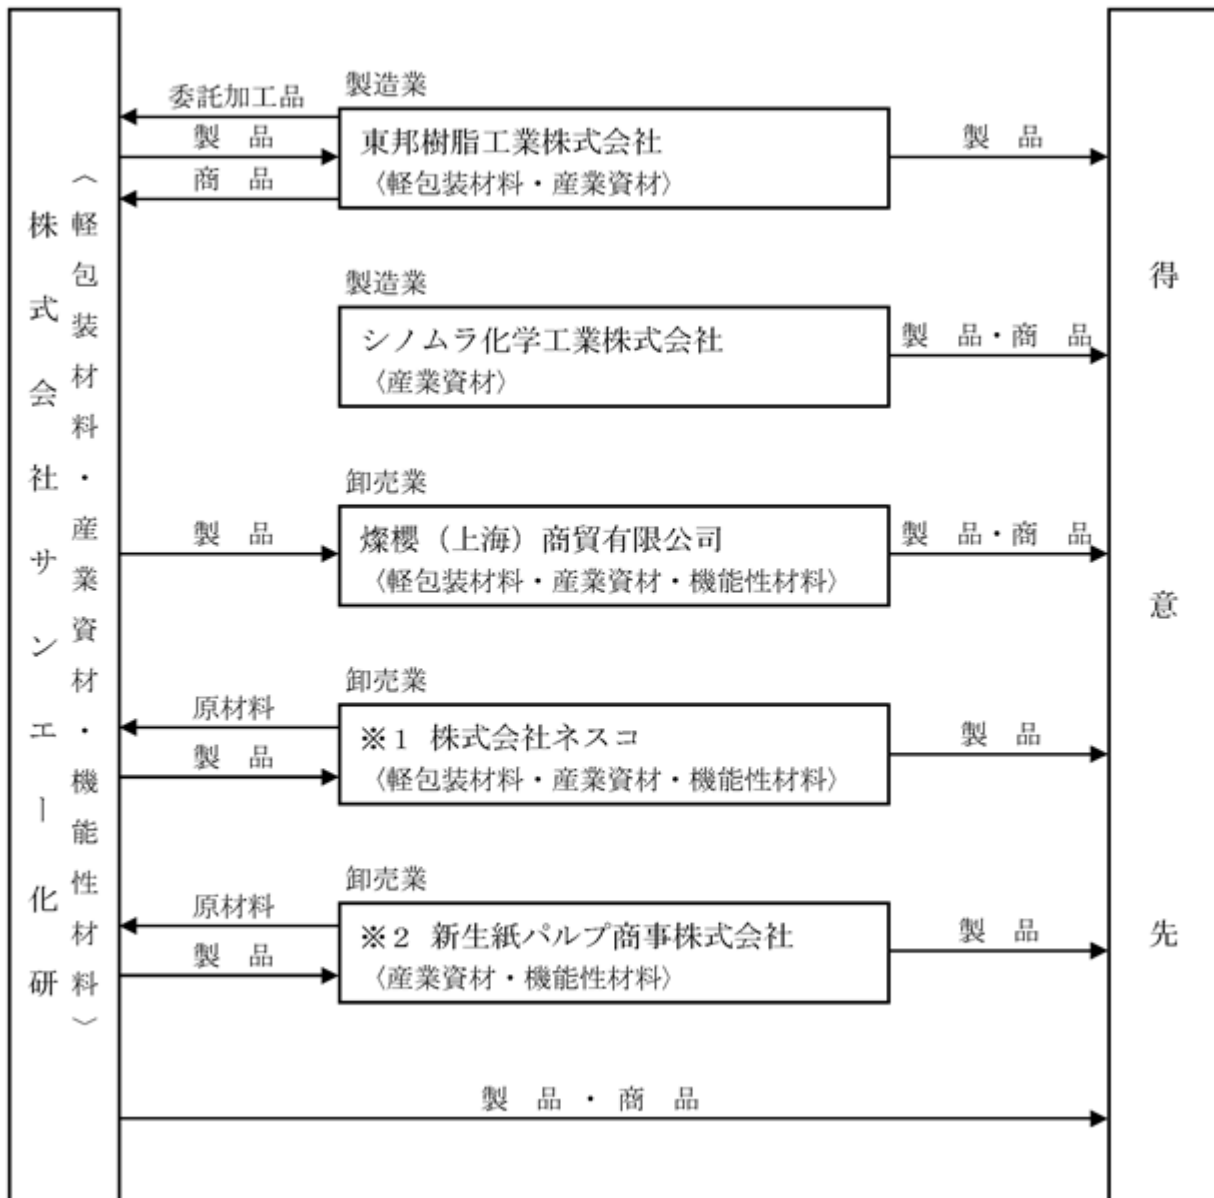 株式会社サンエー化研
〈軽包装材料・産業資材・機能性材料〉
製造業
委託加工品
製 品
商 品
東邦樹脂工業株式会社
〈軽包装材料・産業資材〉
製 品
製造業
シノムラ化学工業株式会社
〈産業資材〉
製 品・商 品
卸売業
製 品
燦櫻（上海）商貿有限公司
〈軽包装材料・産業資材・機能性材料〉
製 品・商 品
卸売業
原材料
製 品
※1 株式会社ネスコ
〈軽包装材料・産業資材・機能性材料〉
製 品
卸売業
原材料
製 品
※2 新生紙パルプ商事株式会社
〈産業資材・機能性材料〉
製 品
製 品 ・ 商 品
得意先